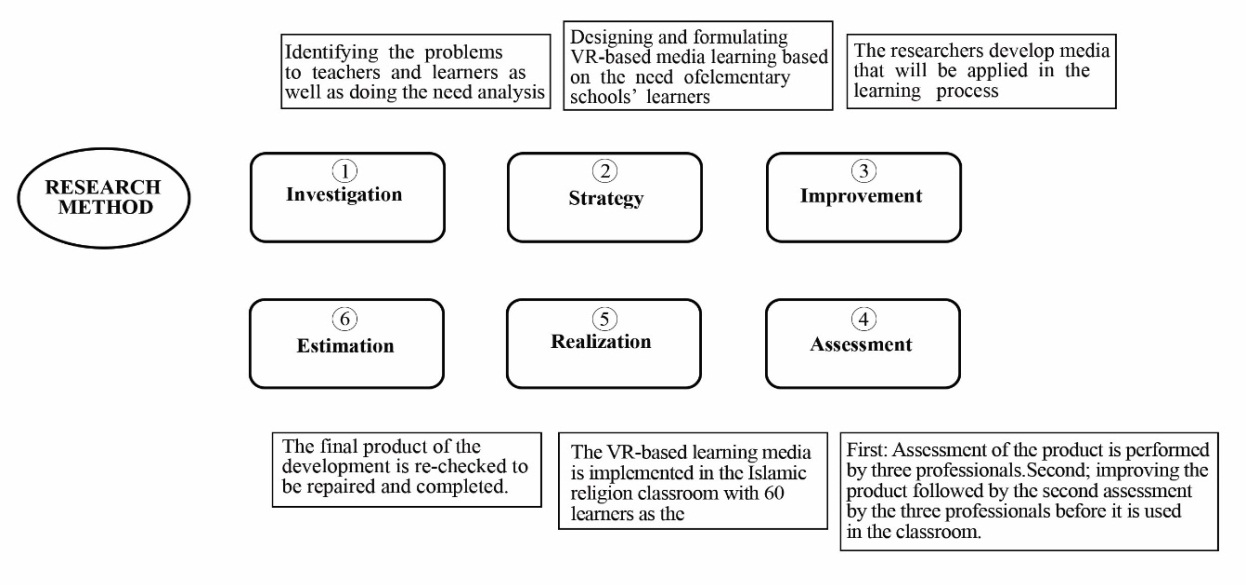 Identifying the problems
to teachers and learners as
well as doing the need analysis
Designing and formulating
VR-based media learning based
on the need ofelementary
schools' learners
The researchers develop media
that will be applied in the
learning process
RESEARCH
METHOD
1
Investigation
2
Strategy
3
Improvement
6
Estimation
5
Realization
4
Assessment
The final product of the
development is re-checked to
be repaired and completed.
The VR-based learning media
is implemented in the Islamic
religion classroom with 60
learners as the
First: Assessment of the product is performed
by three professionals.Second; improving the
product followed by the second assessment
by the three professionals before it is used
in the classroom.